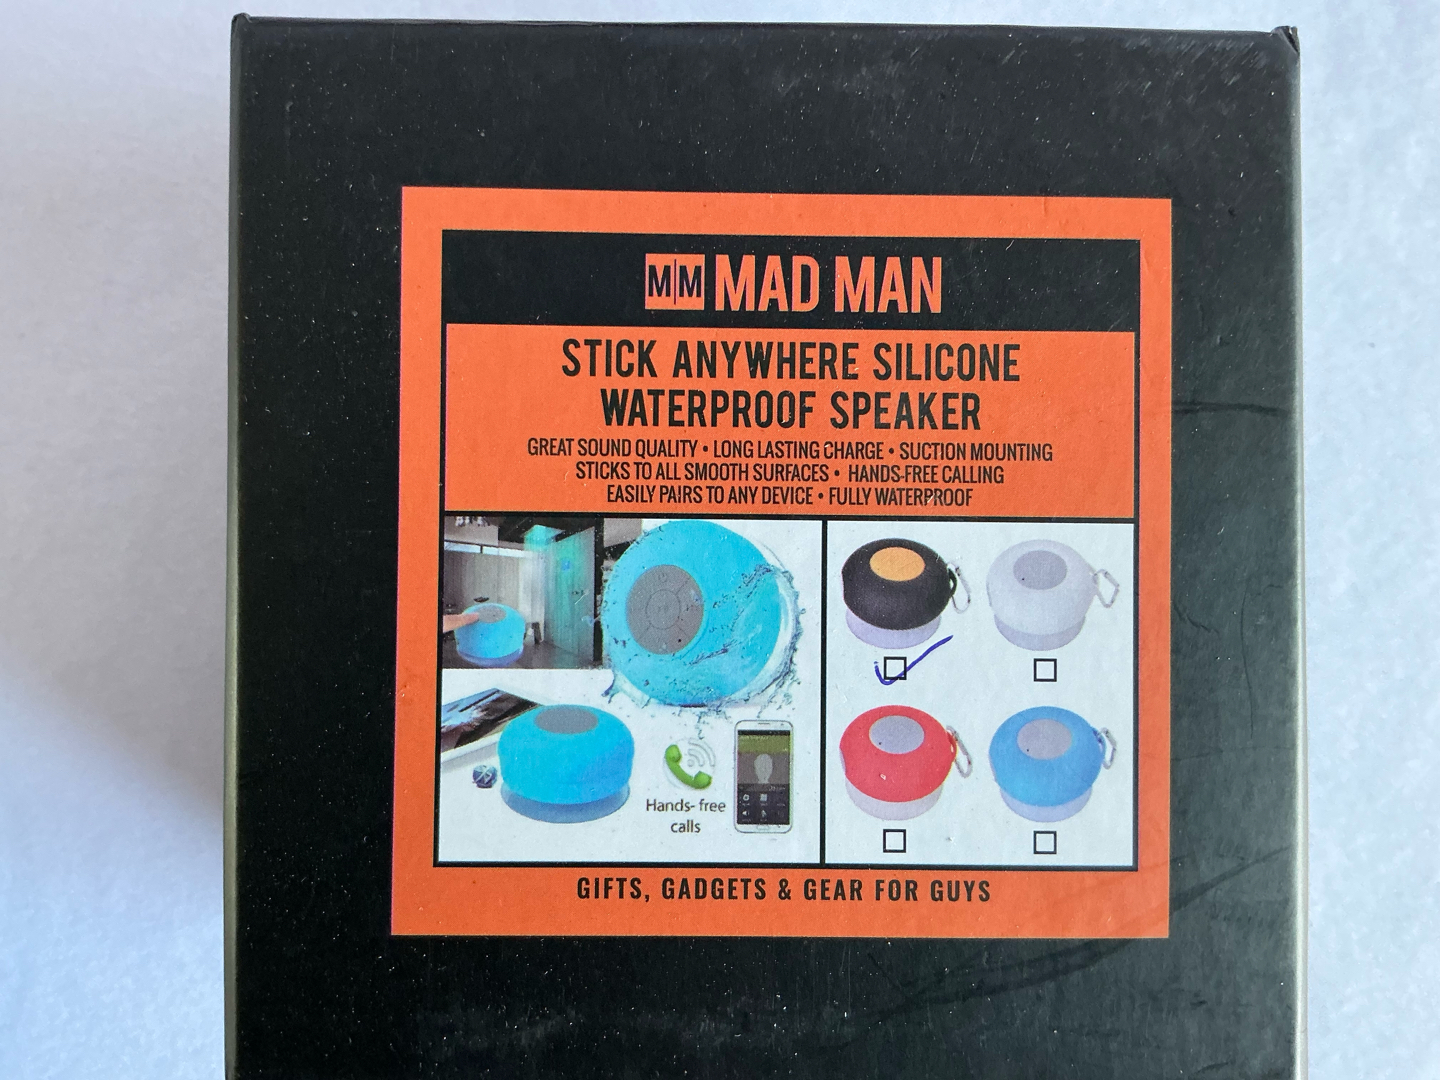 M|M MAD MAN
STICK ANYWHERE SILICONE
WATERPROOF SPEAKER
GREAT SOUND QUALITY • LONG LASTING CHARGE • SUCTION MOUNTING
STICKS TO ALL SMOOTH SURFACES • HANDS-FREE CALLING
EASILY PAIRS TO ANY DEVICE • FULLY WATERPROOF
Hands- free
calls
GIFTS, GADGETS & GEAR FOR GUYS